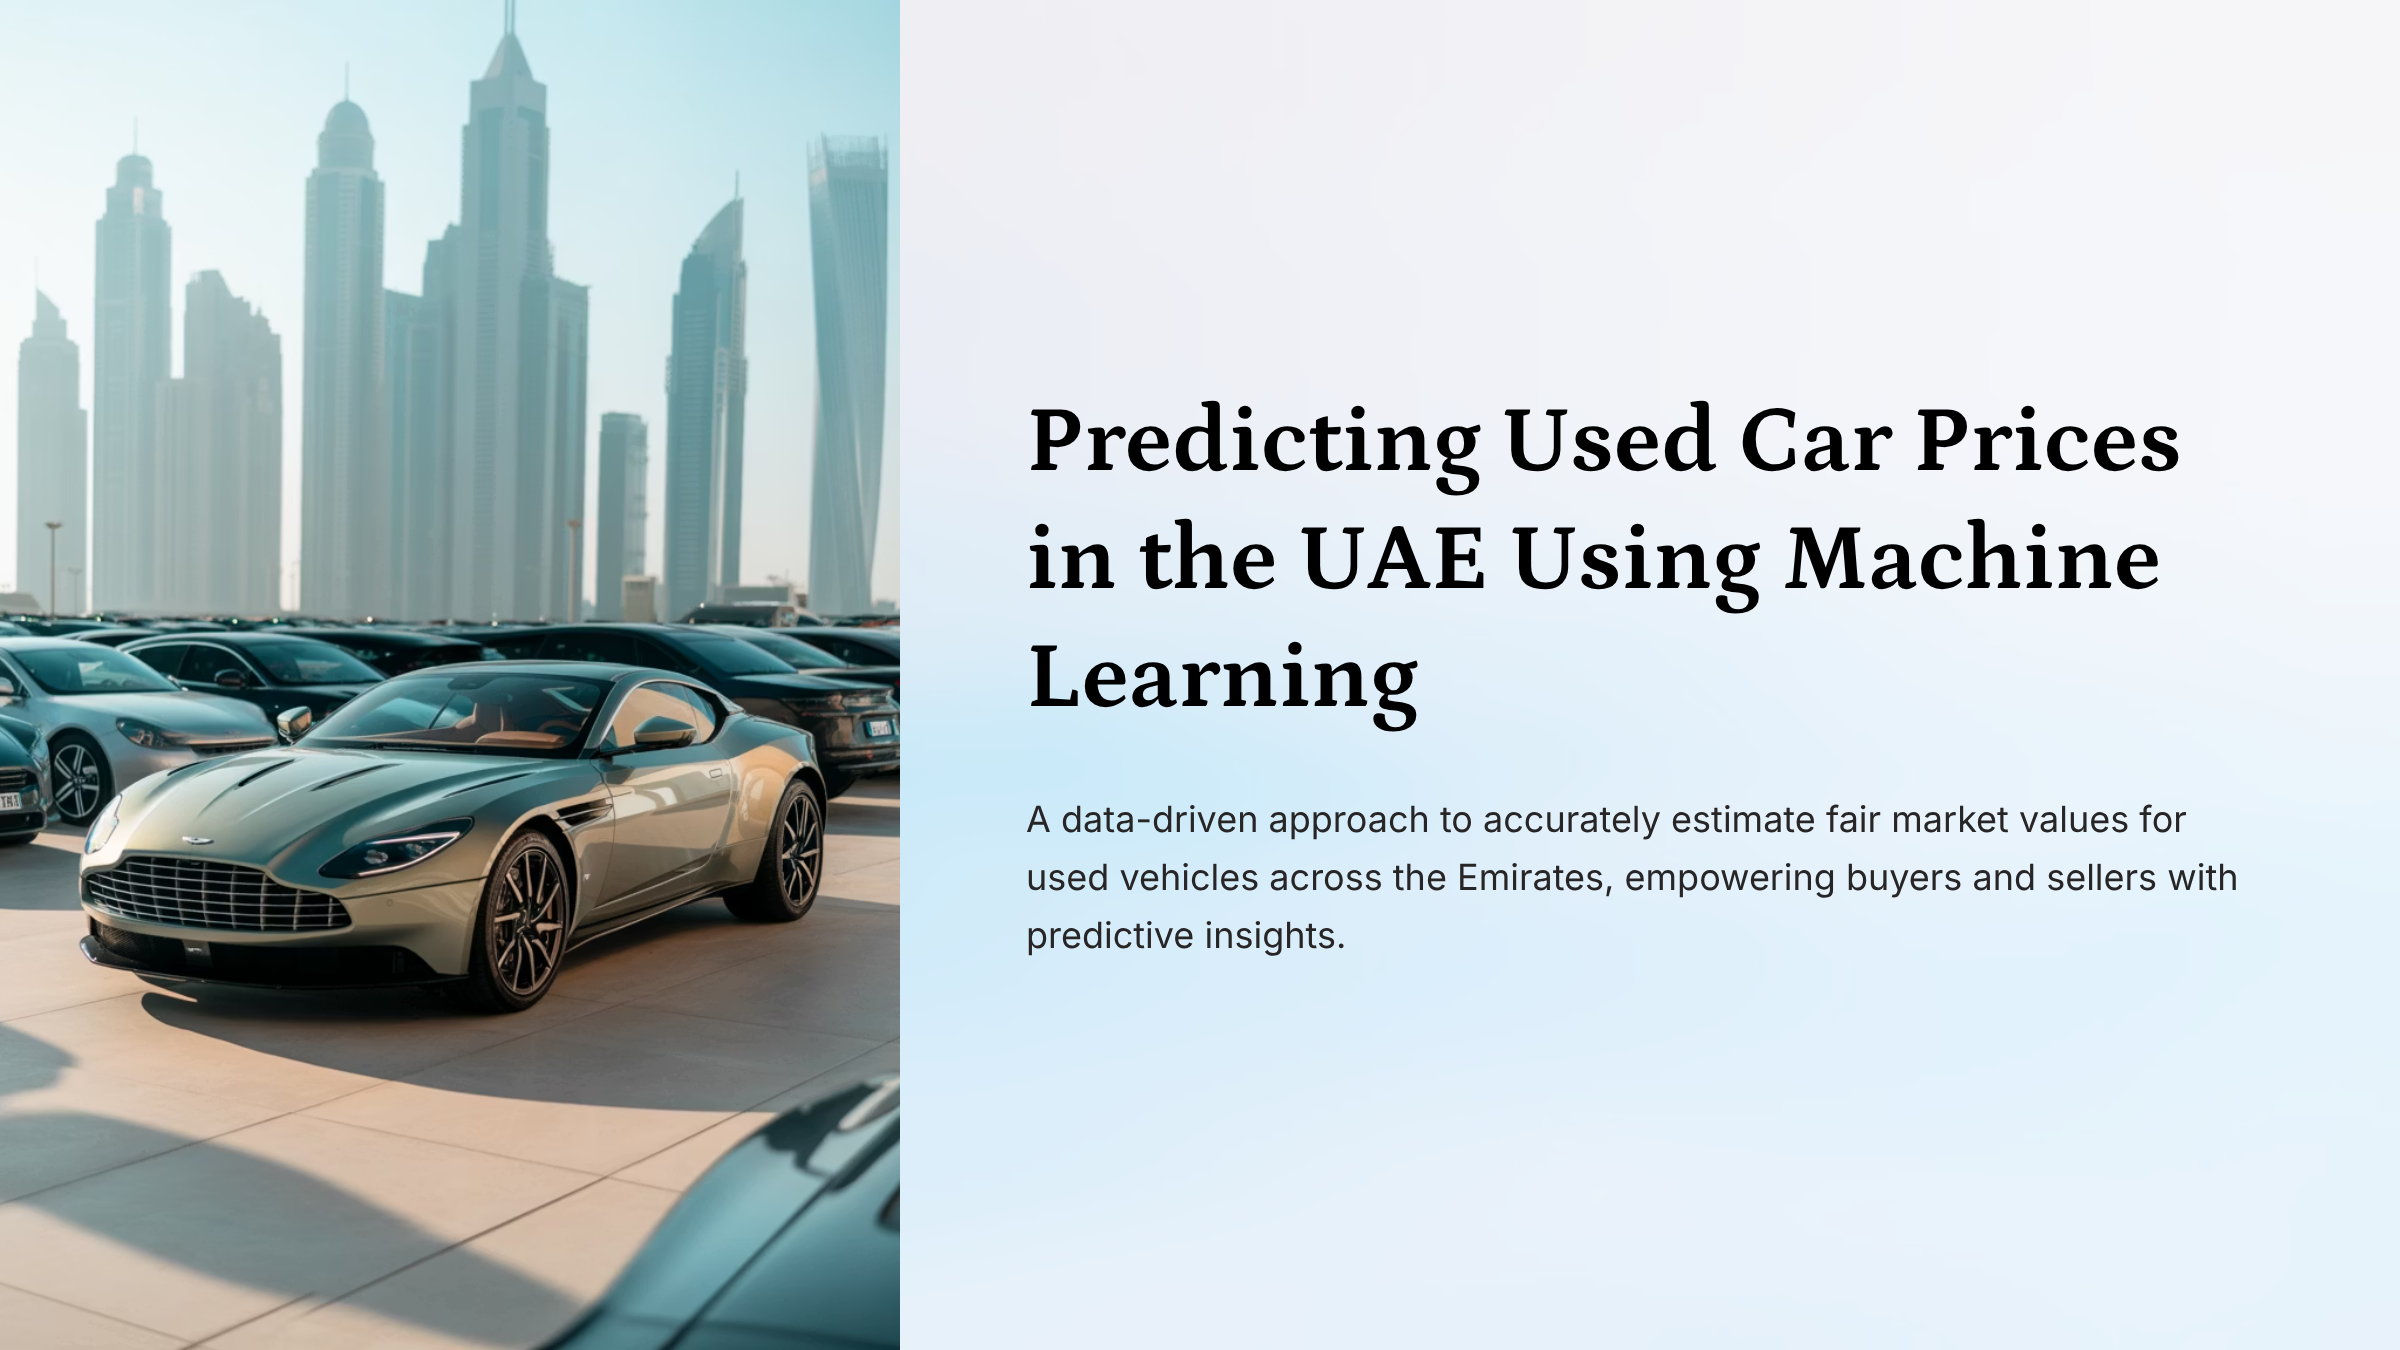 Predicting Used Car Prices
in the UAE Using Machine
Learning
A data-driven approach to accurately estimate fair market values for
used vehicles across the Emirates, empowering buyers and sellers with
predictive insights.